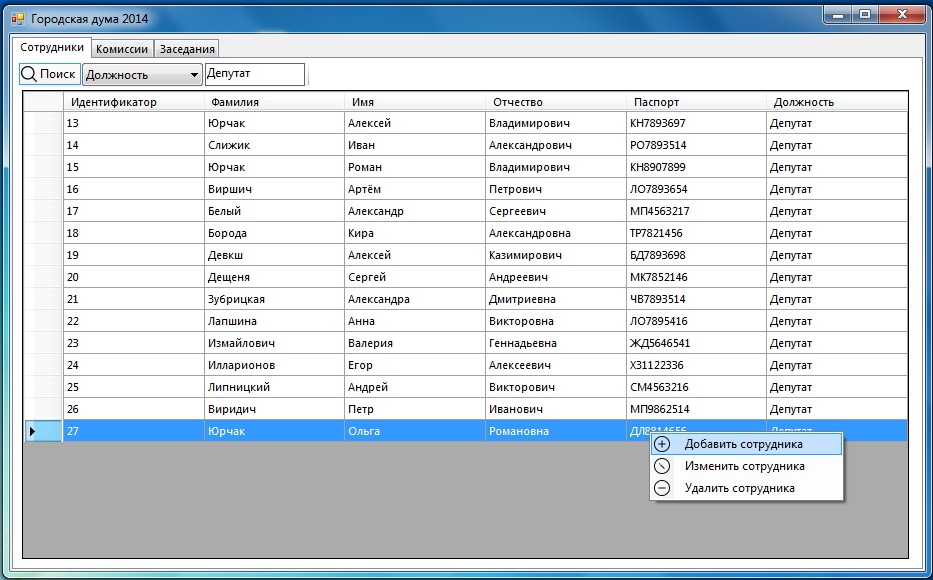 Городская дума 2014
Сотрудники Комиссии Заседания
Поиск Должность Депутат
Идентификатор Фамилия Имя Отчество Паспорт Должность
13 Юрчак Алексей Владимирович КН7893697 Депутат
14 Слижик Иван Александрович РО7893514 Депутат
15 Юрчак Роман Владимирович КН8907899 Депутат
16 Виршич Артём Петрович ЛО7893654 Депутат
17 Белый Александр Сергеевич МП4563217 Депутат
18 Борода Кира Александровна ТР7821456 Депутат
19 Девкш Алексей Казимирович БД7893698 Депутат
20 Дещеня Сергей Андреевич МК7852146 Депутат
21 Зубрицкая Александра Дмитриевна ЧВ7893514 Депутат
22 Лапшина Анна Викторовна ЛО7895416 Депутат
23 Измайлович Валерия Геннадьевна ЖД5646541 Депутат
24 Илларионов Егор Алексеевич ХЗ1122336 Депутат
25 Липницкий Андрей Викторович СМ4563216 Депутат
26 Виридич Петр Иванович МП9862514 Депутат
27 Юрчак Ольга Романовна
Добавить сотрудника
Изменить сотрудника
Удалить сотрудника